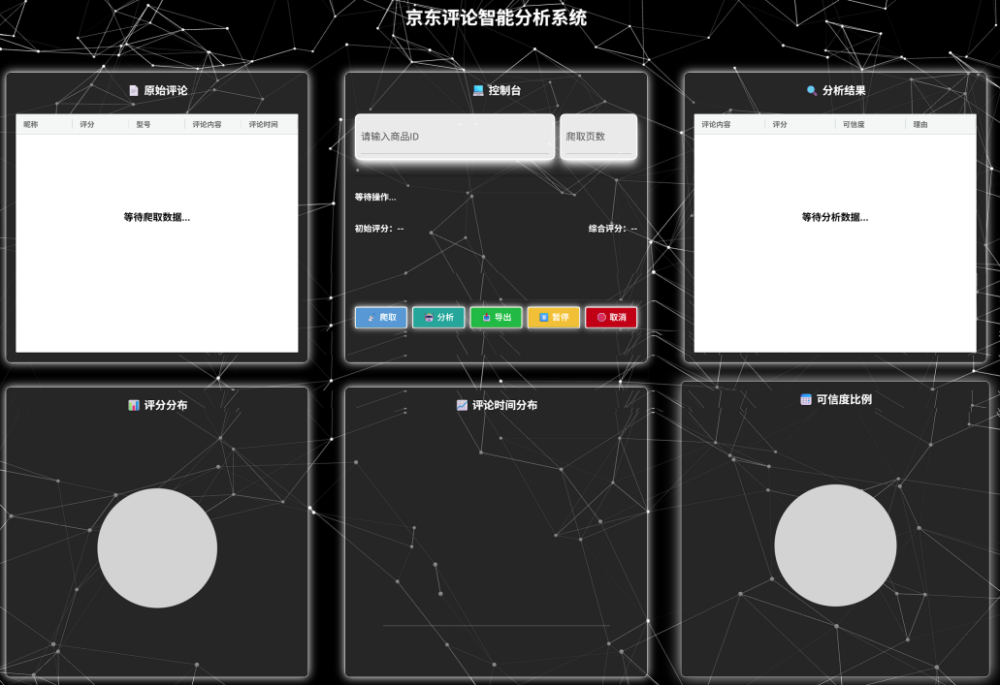 京东评论智能分析系统
原始评论
昵称 评分 型号 评论内容 评论时间
等待爬取数据...
控制台
请输入商品ID 爬取页数
等待操作...
初始评分： -- 综合评分： --
爬取 分析 导出 暂停 取消
分析结果
评论内容 评分 可信度 理由
等待分析数据...
评分分布
评论时间分布
可信度比例